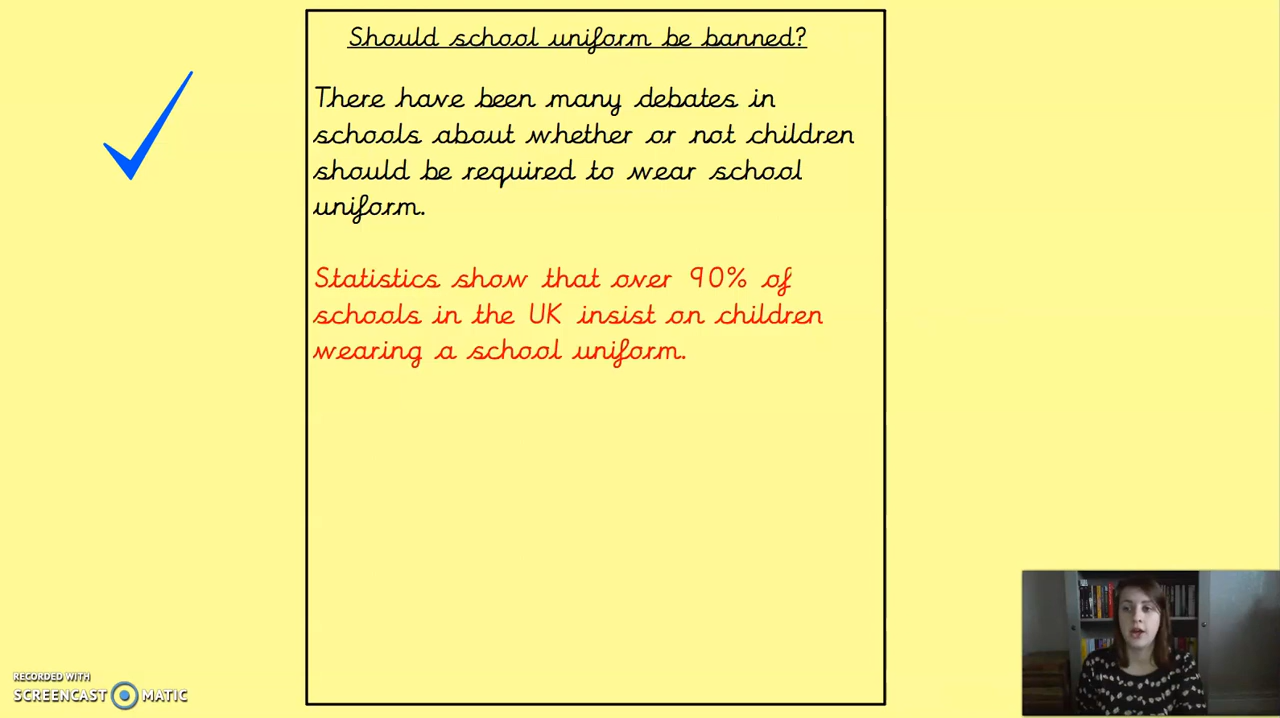 Should school uniform be banned?
There have been many debates in
schools about whether or not children
should be required to wear school
uniform.
Statistics show that over 90% of
schools in the UK insist on children
wearing a school uniform.
RECORDED WITH
SCREENCAST MATIC